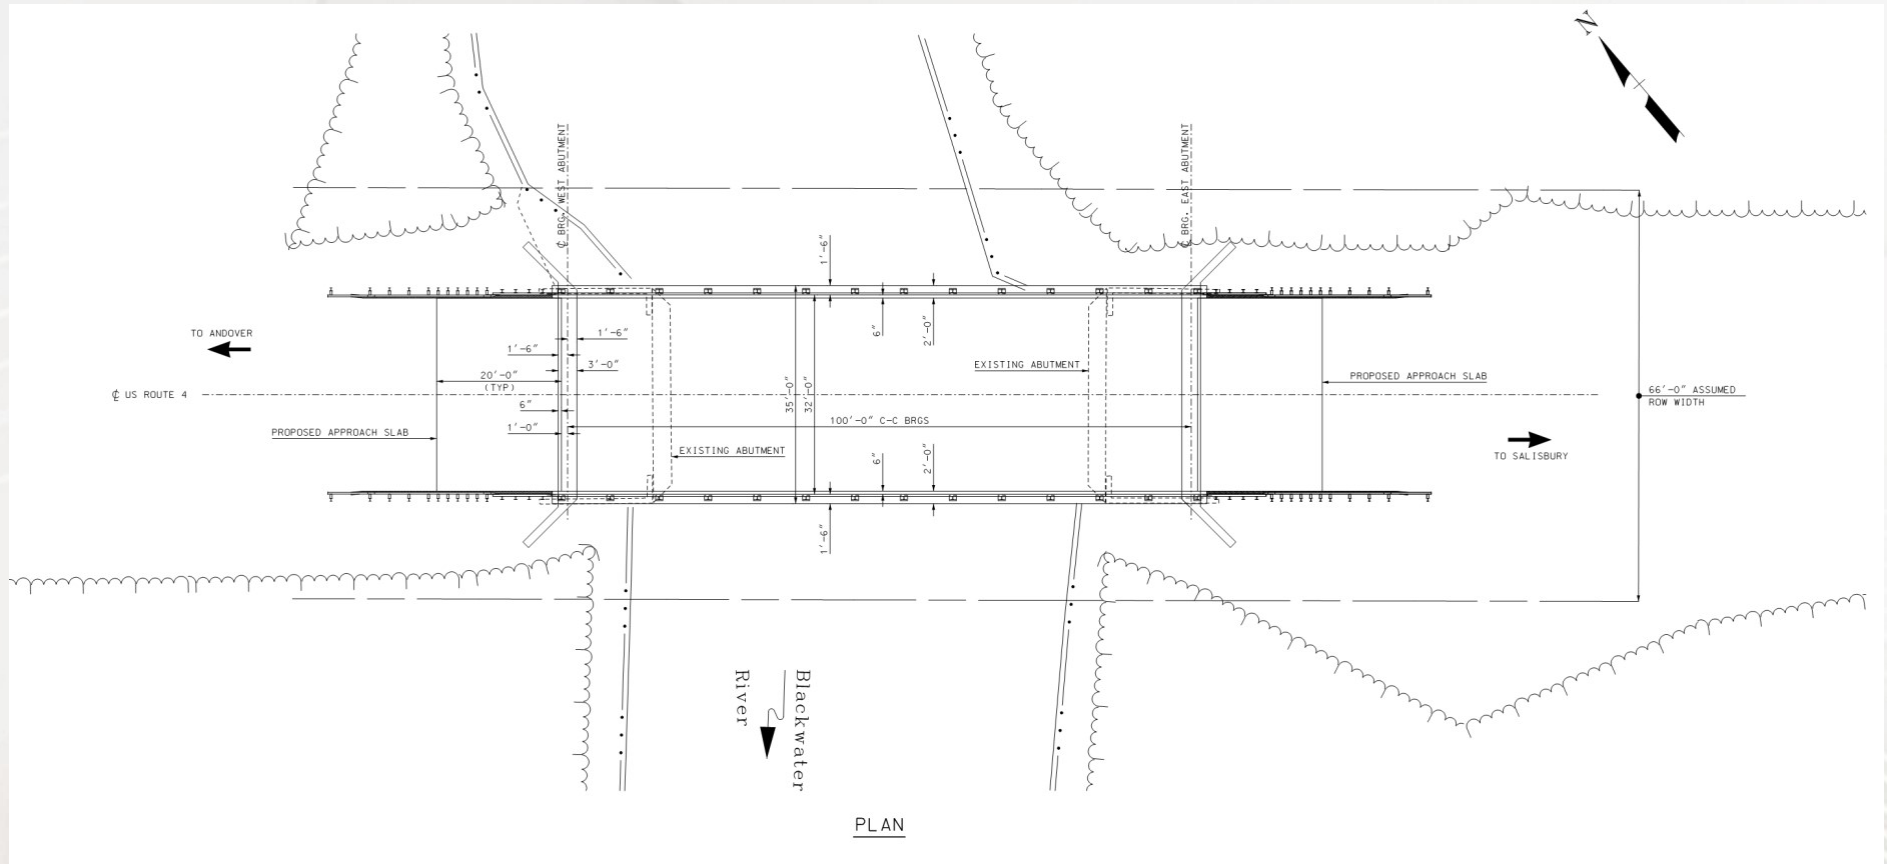 N
℄ BRG. WEST ABUTMENT
℄ BRG. EAST ABUTMENT
1'-6"
6"
2'-0"
TO ANDOVER
1'-6"
1'-6"
3'-0"
20'-0"
(TYP)
EXISTING ABUTMENT
PROPOSED APPROACH SLAB
℄ US ROUTE 4
35'-0"
32'-0"
66'-0" ASSUMED
ROW WIDTH
6"
1'-0"
100'-0" C-C BRGS
PROPOSED APPROACH SLAB
EXISTING ABUTMENT
6"
2'-0"
TO SALISBURY
1'-6"
Blackwater
River
PLAN